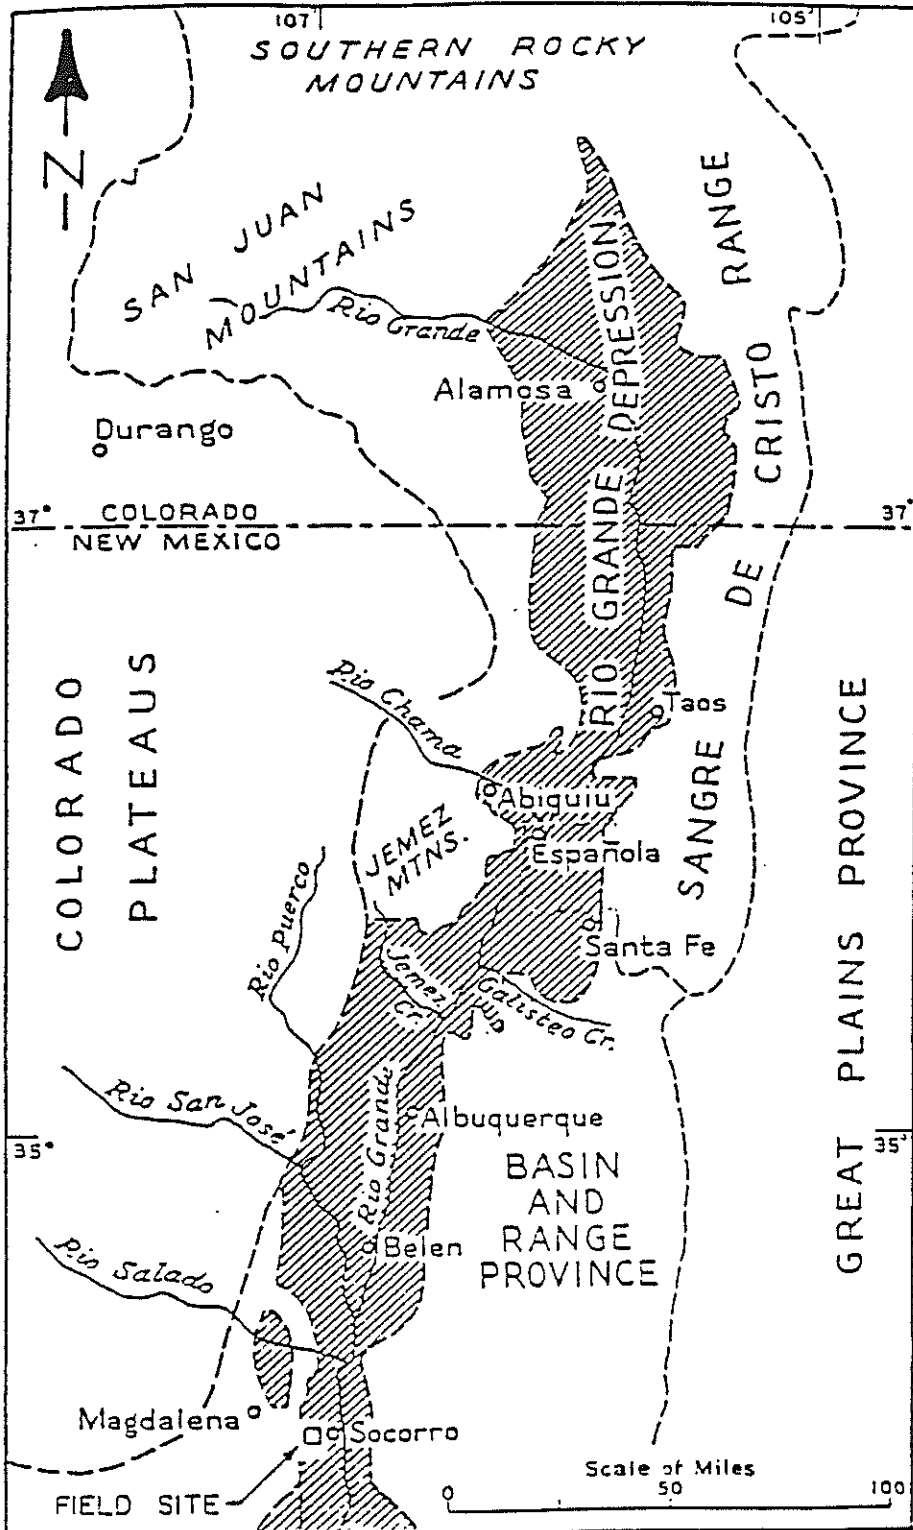 107°
105°
SOUTHERN ROCKY
MOUNTAINS
N
SAN JUAN
MOUNTAINS
Rio Grande
RANGE
CRISTO
DE
SANGRE
RIO GRANDE DEPRESSION
Alamosa
Durango
37°
COLORADO
NEW MEXICO
37°
COLORADO
PLATEAUS
Rio Chama
Taos
Abiquiu
JEMEZ
MTNS.
Española
Rio Puerco
Santa Fe
Jemez
Cr.
Galisteo Cr.
GREAT PLAINS PROVINCE
Rio San José
Rio Grande
Albuquerque
35°
35°
BASIN
AND
RANGE
PROVINCE
Belen
Rio Salado
Magdalena
Socorro
FIELD SITE
Scale of Miles
0 50 100